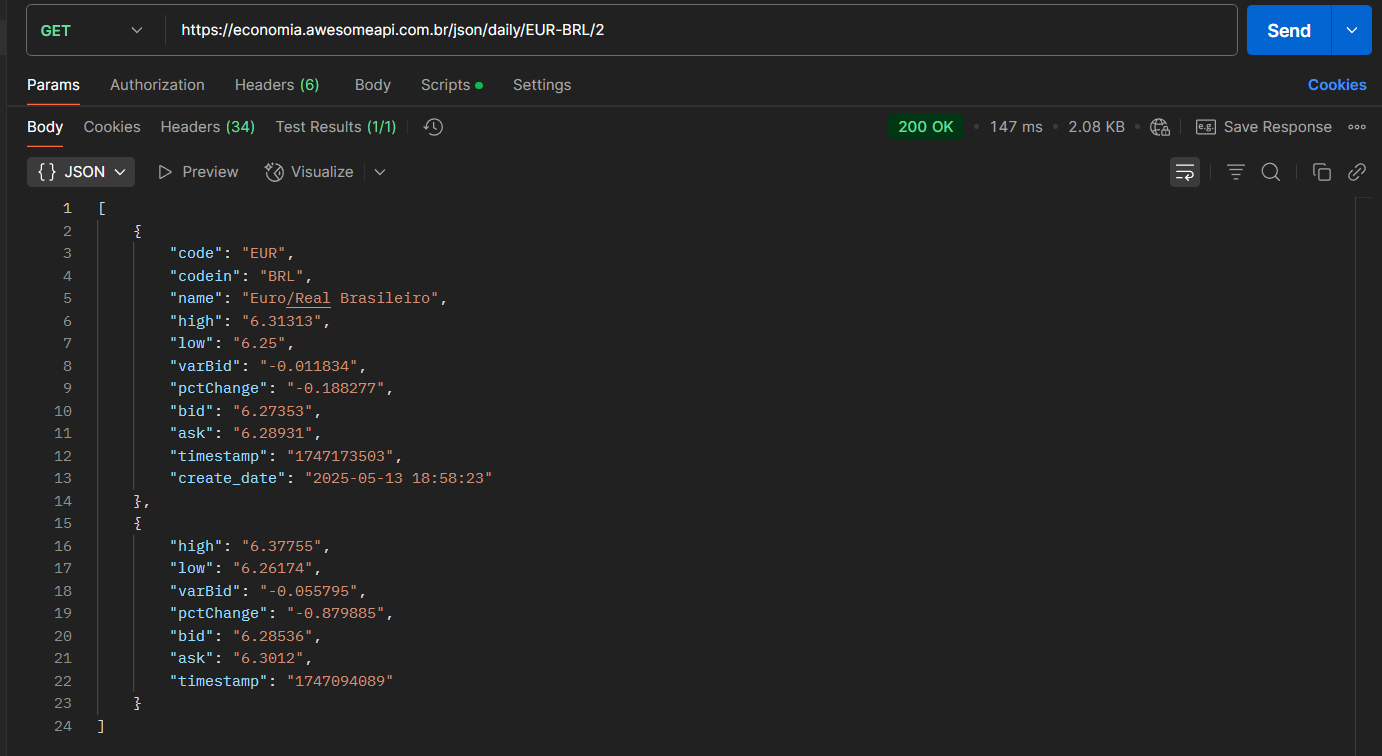 GET https://economia.awesomeapi.com.br/json/daily/EUR-BRL/2 Send
Params Authorization Headers (6) Body Scripts Settings Cookies
Body Cookies Headers (34) Test Results (1/1) 200 OK • 147 ms • 2.08 KB • e.g. Save Response
{ } JSON Preview Visualize
1 [
2 {
3 "code": "EUR",
4 "codein": "BRL",
5 "name": "Euro/Real Brasileiro",
6 "high": "6.31313",
7 "low": "6.25",
8 "varBid": "-0.011834",
9 "pctChange": "-0.188277",
10 "bid": "6.27353",
11 "ask": "6.28931",
12 "timestamp": "1747173503",
13 "create_date": "2025-05-13 18:58:23"
14 },
15 {
16 "high": "6.37755",
17 "low": "6.26174",
18 "varBid": "-0.055795",
19 "pctChange": "-0.879885",
20 "bid": "6.28536",
21 "ask": "6.3012",
22 "timestamp": "1747094089"
23 }
24 ]